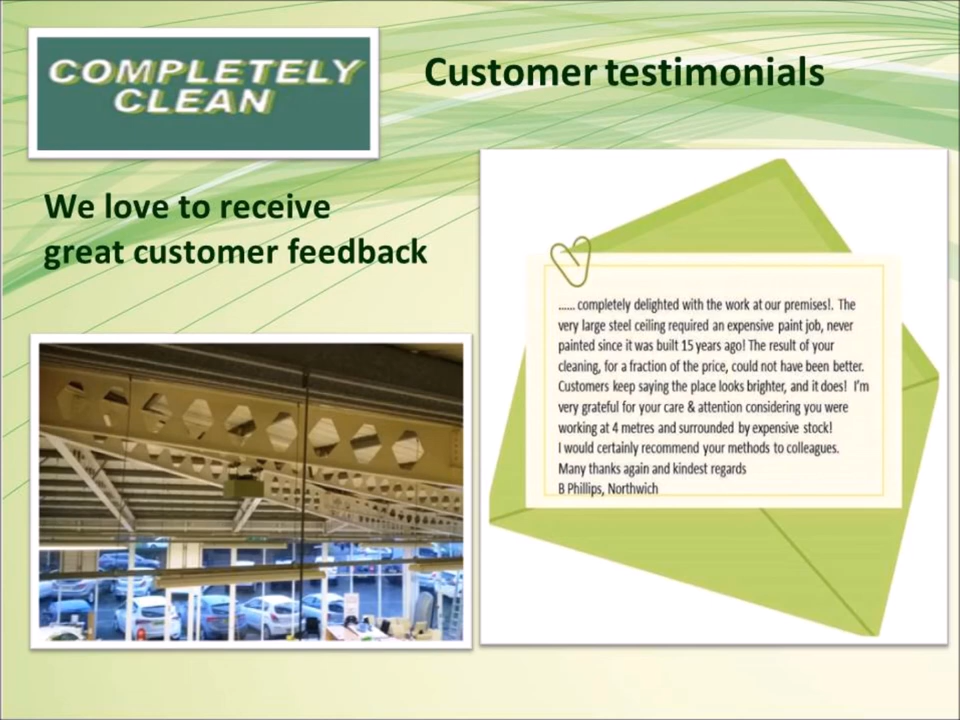 COMPLETELY
CLEAN
Customer testimonials
We love to receive
great customer feedback
...... completely delighted with the work at our premises!. The
very large steel ceiling required an expensive paint job, never
painted since it was built 15 years ago! The result of your
cleaning, for a fraction of the price, could not have been better.
Customers keep saying the place looks brighter, and it does! I'm
very grateful for your care & attention considering you were
working at 4 metres and surrounded by expensive stock!
I would certainly recommend your methods to colleagues.
Many thanks again and kindest regards
B Phillips, Northwich